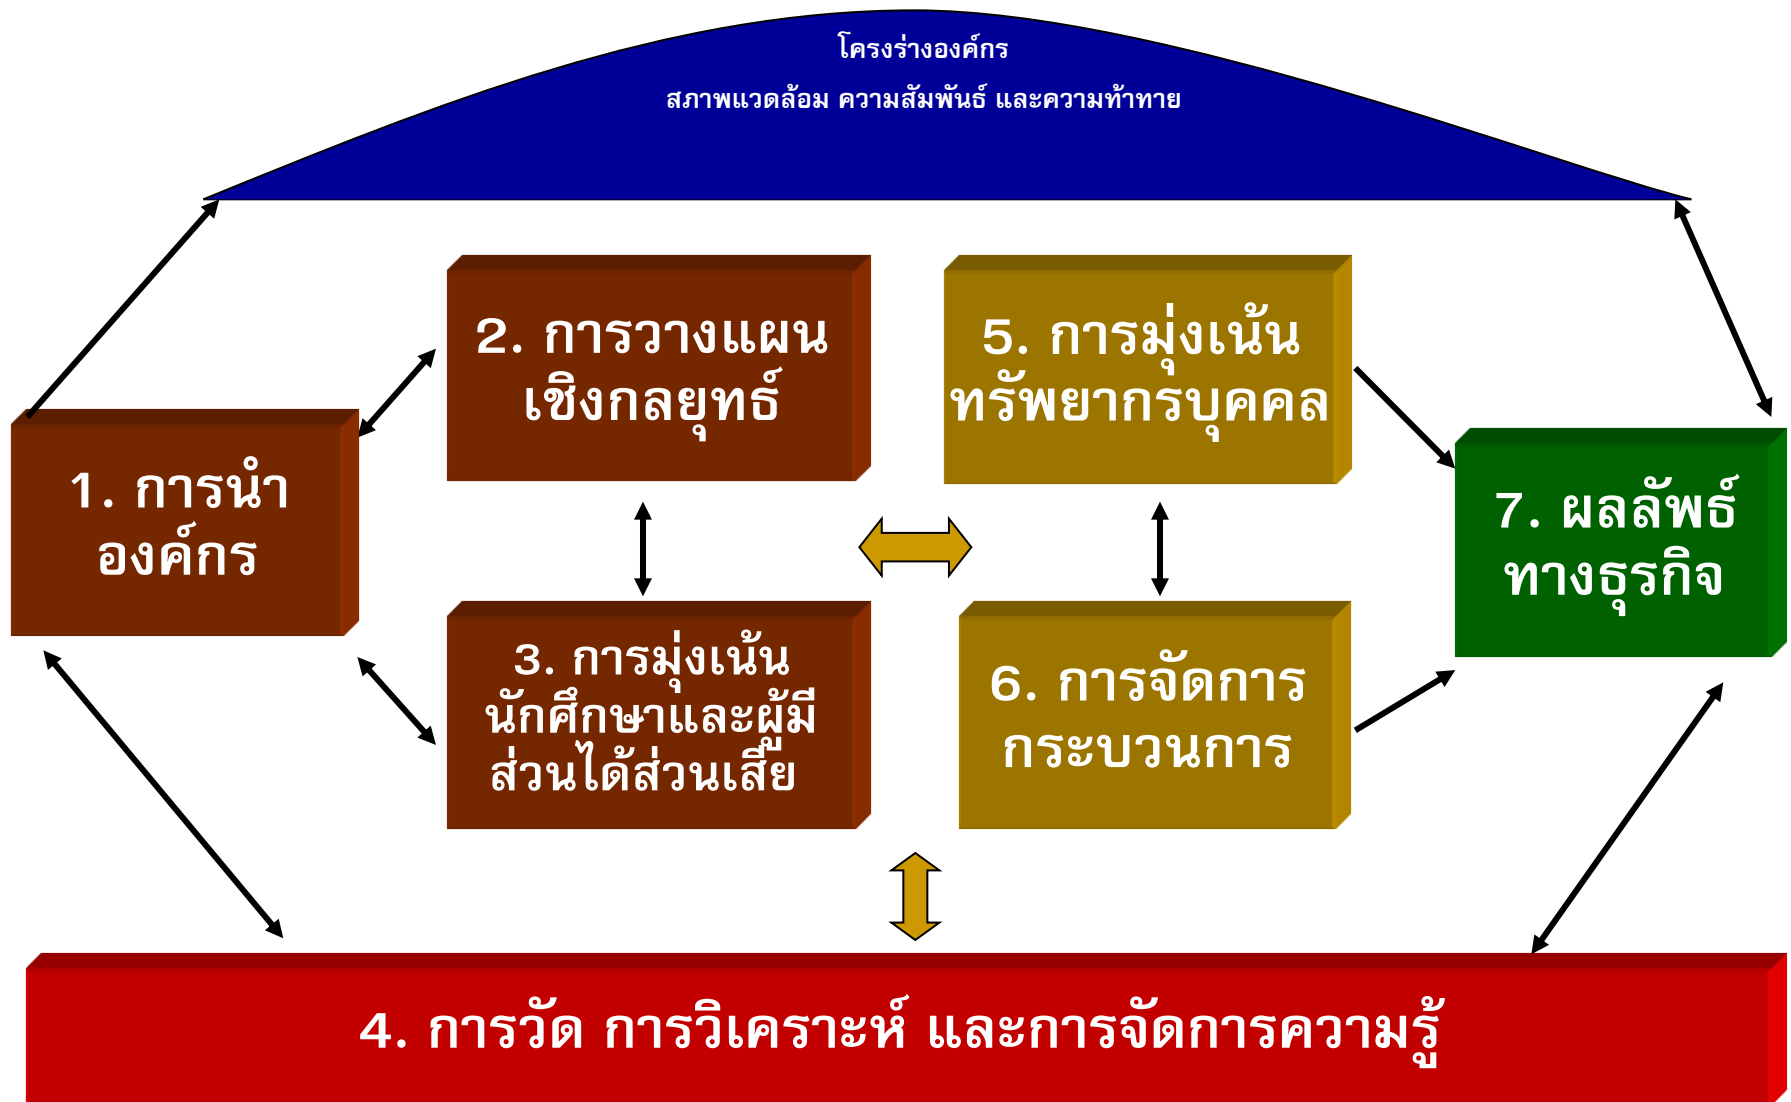 โครงร่างองค์กร
สภาพแวดล้อม ความสัมพันธ์ และความท้าทาย
2. การวางแผน
เชิงกลยุทธ์
5. การมุ่งเน้น
ทรัพยากรบุคคล
1. การนำ
องค์กร
7. ผลลัพธ์
ทางธุรกิจ
3. การมุ่งเน้น
นักศึกษาและผู้มี
ส่วนได้ส่วนเสีย
6. การจัดการ
กระบวนการ
4. การวัด การวิเคราะห์ และการจัดการความรู้